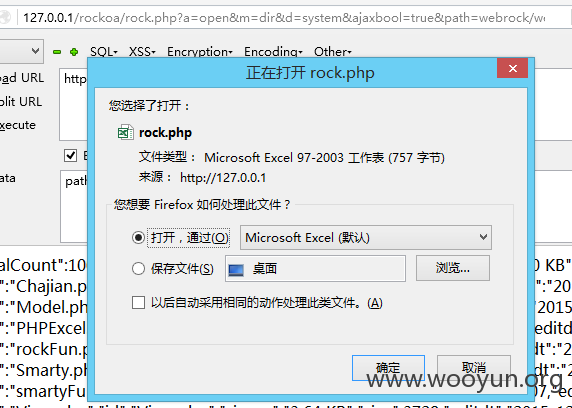 127.0.0.1/rockoa/rock.php?a=open&m=dir&d=system&ajaxbool=true&path=webrock/we
SQL▾ XSS▾ Encryption▾ Encoding▾ Other▾
正在打开 rock.php
oad URL
http
您选择了打开：
plit URL
rock.php
xecute
文件类型： Microsoft Excel 97-2003 工作表 (757 字节)
来源： http://127.0.0.1
E
ata
path
您想要 Firefox 如何处理此文件？
打开，通过(O)
Microsoft Excel (默认)
保存文件(S)
桌面
浏览...
以后自动采用相同的动作处理此类文件。(A)
确定
取消
alCount":10
0 KB"
":"Chajian.p
"20
":"Model.ph
"2015
":"PHPExcel
editd
":"rockFun.p
dt":"2
":"Smarty.ph
t":"20
":"smartyFu
www.wooyun.org